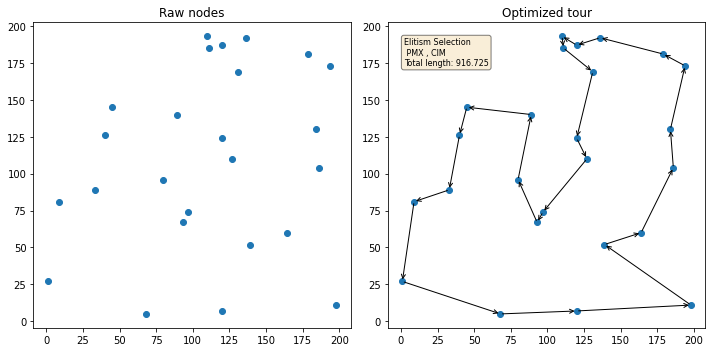 Raw nodes
200
175
150
125
100
75
50
25
0
0 25 50 75 100 125 150 175 200
Optimized tour
Elitism Selection
PMX , CIM
Total length: 916.725
200
175
150
125
100
75
50
25
0
0 25 50 75 100 125 150 175 200